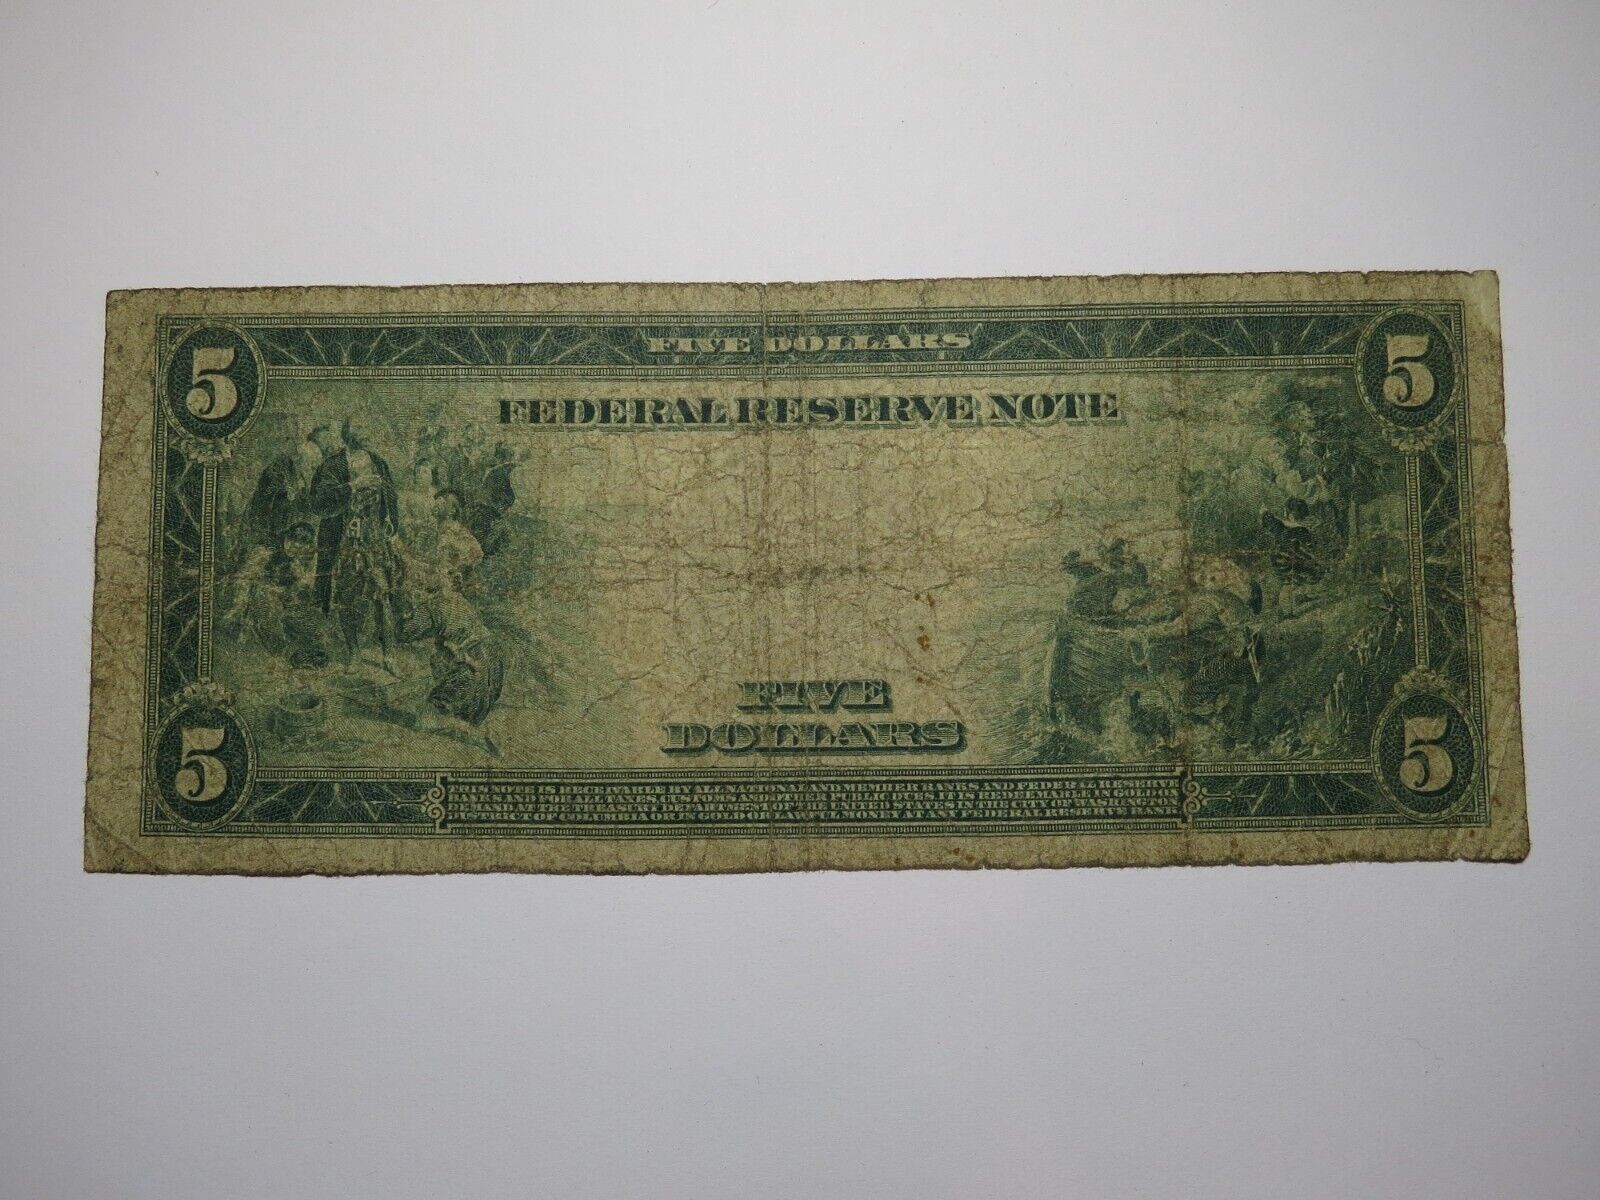 5 FIVE DOLLARS 5
FEDERAL RESERVE NOTE
FIVE
DOLLARS
5 5
THIS NOTE IS RECEIVABLE BY ALL NATIONAL AND MEMBER BANKS AND FEDERAL RESERVE
BANKS AND FOR ALL TAXES, CUSTOMS AND OTHER PUBLIC DUES. IT IS REDEEMABLE IN GOLD ON
DEMAND AT THE TREASURY DEPARTMENT OF THE UNITED STATES IN THE CITY OF WASHINGTON
DISTRICT OF COLUMBIA OR IN GOLD OR LAWFUL MONEY AT ANY FEDERAL RESERVE BANK.